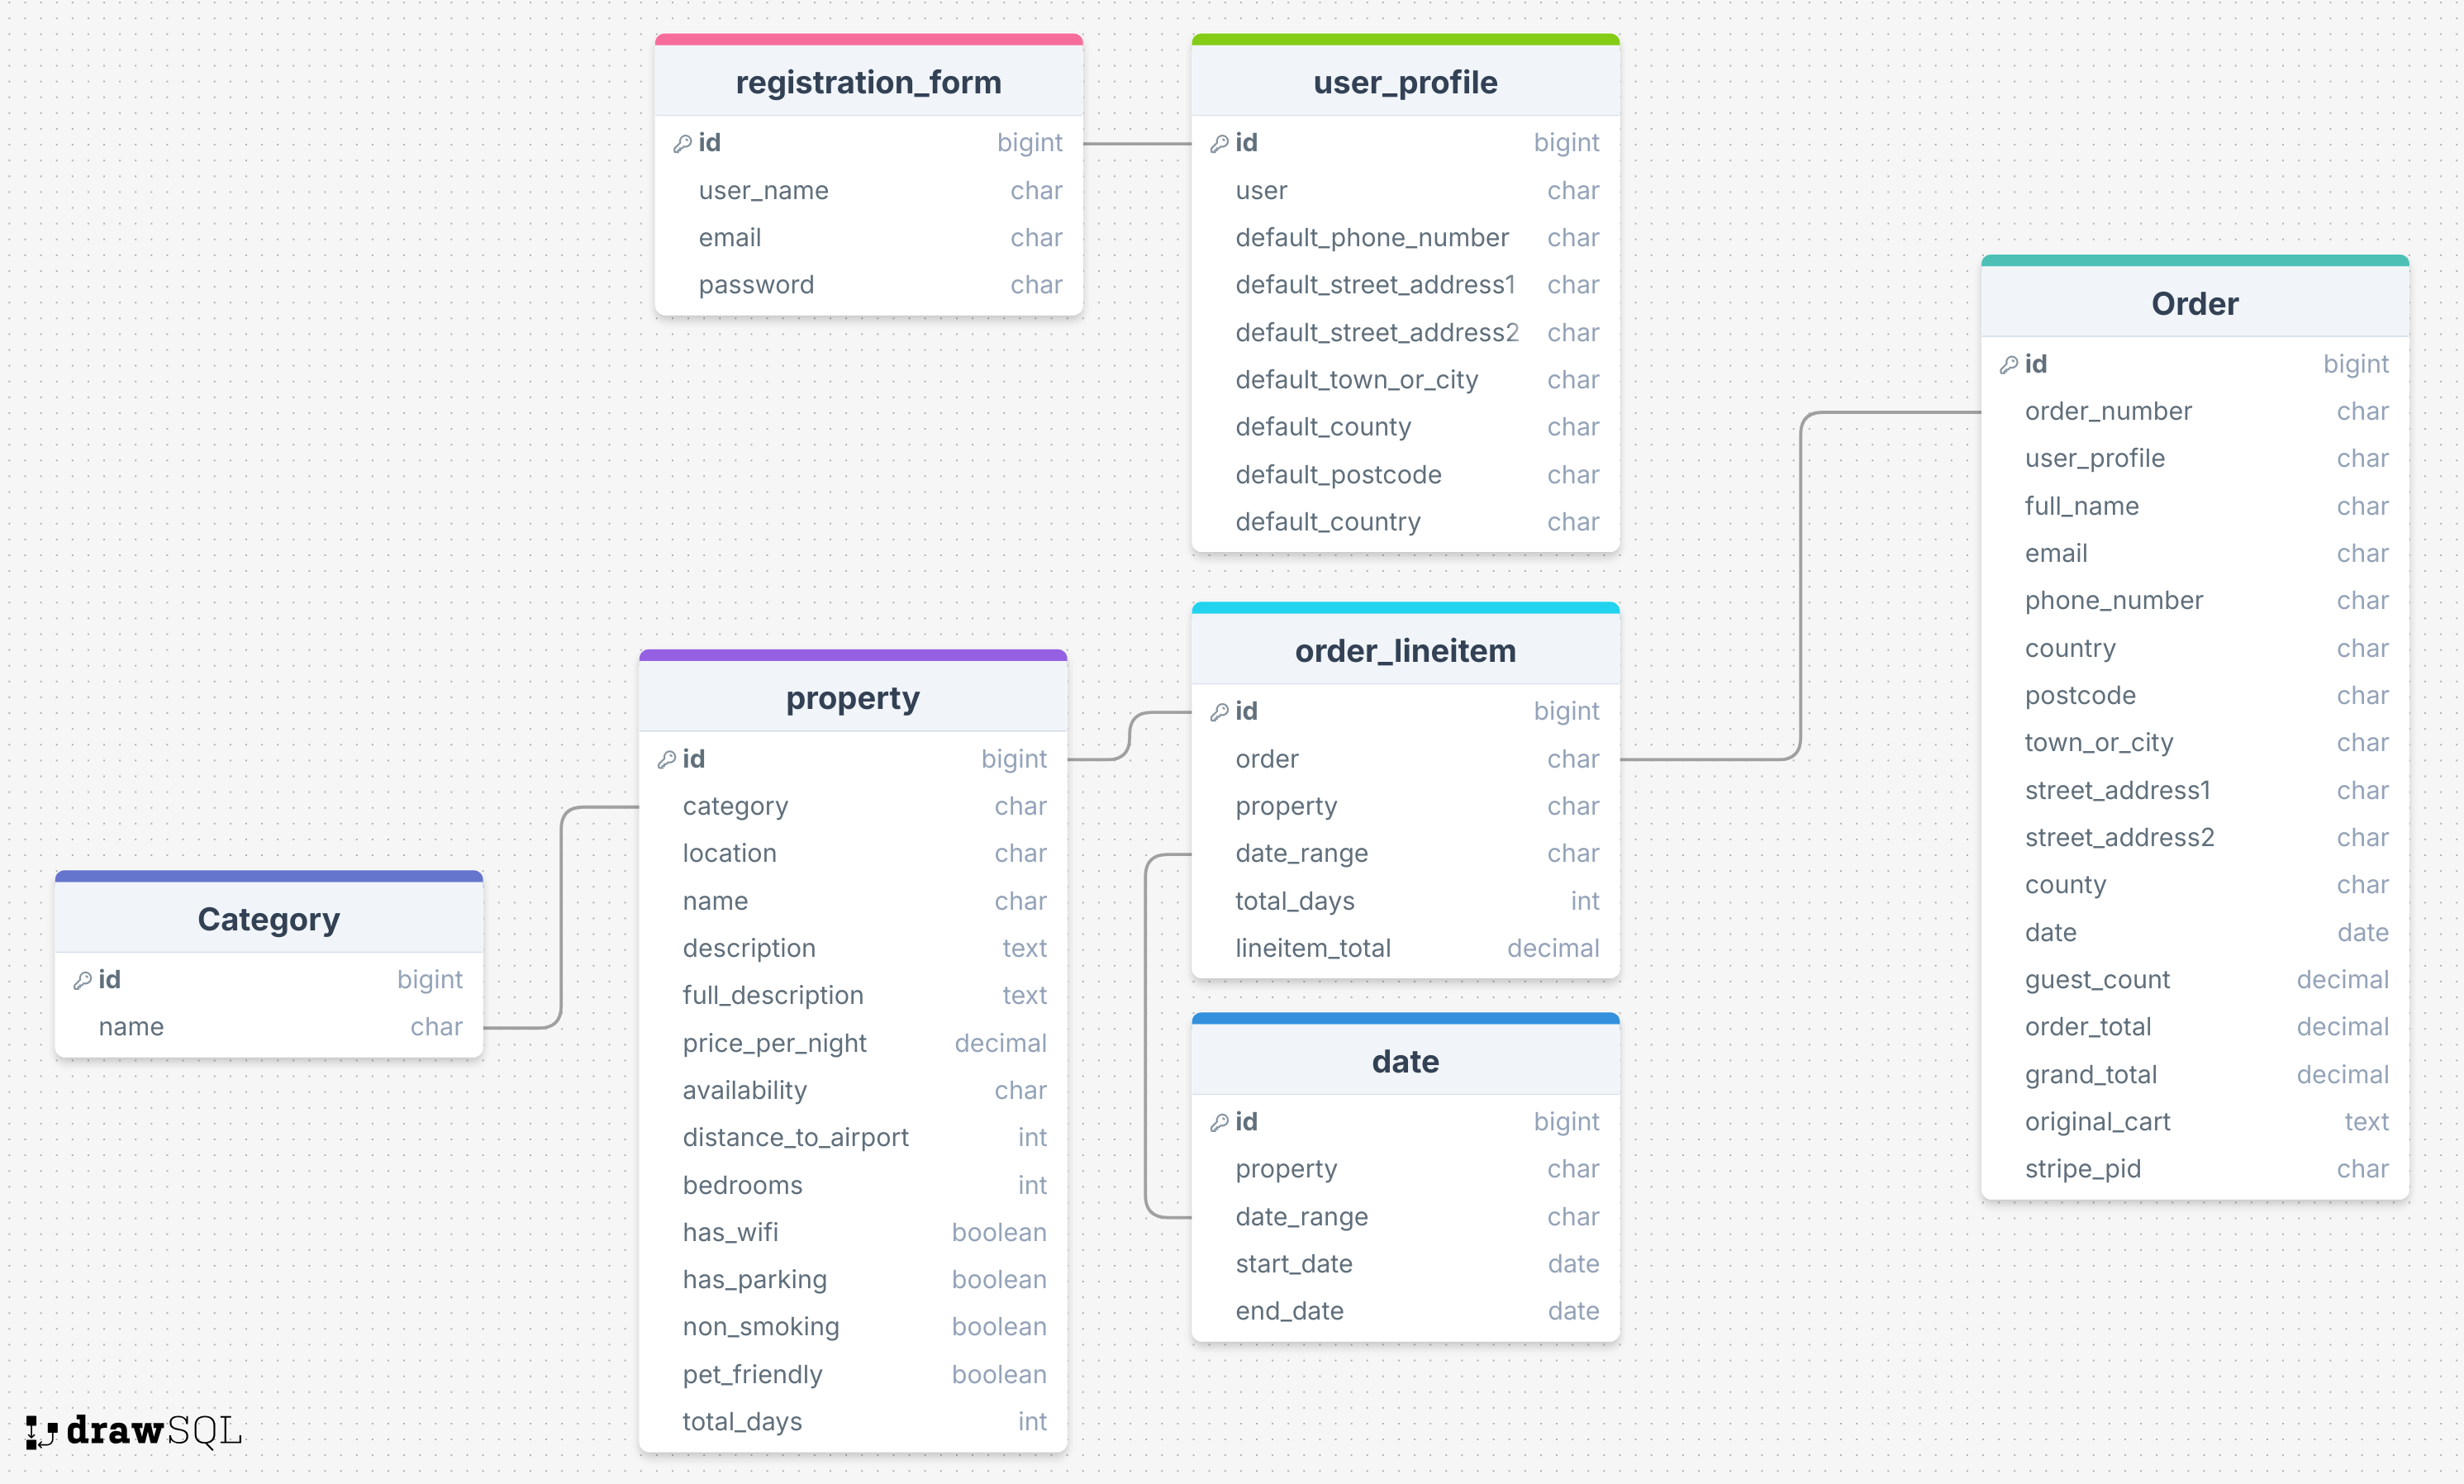 registration_form
id bigint
user_name char
email char
password char
user_profile
id bigint
user char
default_phone_number char
default_street_address1 char
default_street_address2 char
default_town_or_city char
default_county char
default_postcode char
default_country char
Order
id bigint
order_number char
user_profile char
full_name char
email char
phone_number char
country char
postcode char
town_or_city char
street_address1 char
street_address2 char
county char
date date
guest_count decimal
order_total decimal
grand_total decimal
original_cart text
stripe_pid char
order_lineitem
id bigint
order char
property char
date_range char
total_days int
lineitem_total decimal
property
id bigint
category char
location char
name char
description text
full_description text
price_per_night decimal
availability char
distance_to_airport int
bedrooms int
has_wifi boolean
has_parking boolean
non_smoking boolean
pet_friendly boolean
total_days int
Category
id bigint
name char
date
id bigint
property char
date_range char
start_date date
end_date date
drawSQL